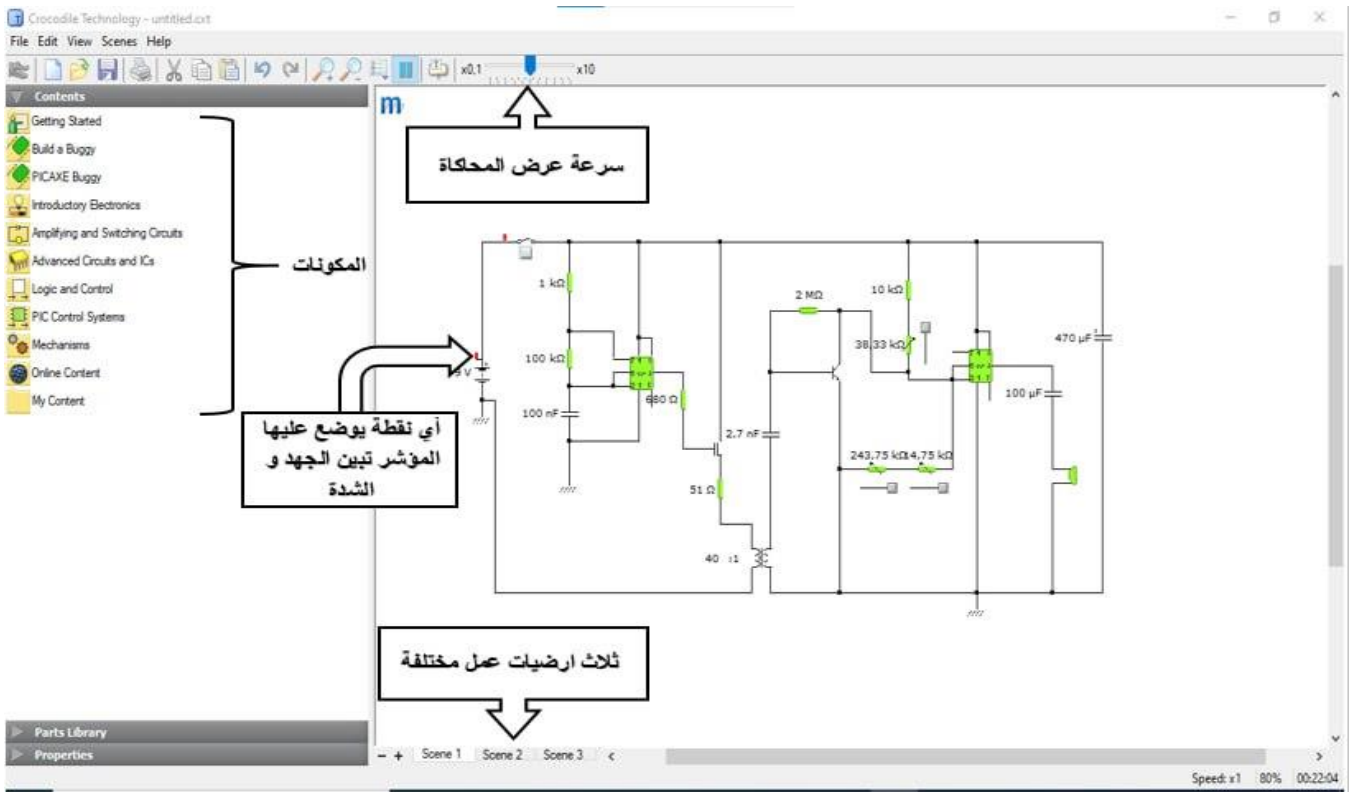 Crocodile Technology - untitled.cxt
File Edit View Scenes Help
x0.1 x10
Contents
Getting Started
Build a Buggy
PICAXE Buggy
Introductory Electronics
Amplifying and Switching Circuits
Advanced Circuits and ICs
Logic and Control
PIC Control Systems
Mechanisms
Online Content
My Content
المكونات
m
سرعة عرض المحاكاة
أي نقطة يوضع عليها
المؤشر تبين الجهد و
الشدة
9 V
1 kΩ
100 kΩ
100 nF
680 Ω
51 Ω
40 :1
2.7 nF
2 MΩ
10 kΩ
38,33 kΩ
243,75 kΩ
14,75 kΩ
100 µF
470 µF
ثلاث ارضيات عمل مختلفة
Parts Library
Properties
- + Scene 1 Scene 2 Scene 3 <
Speed: x1 80% 00:22:04